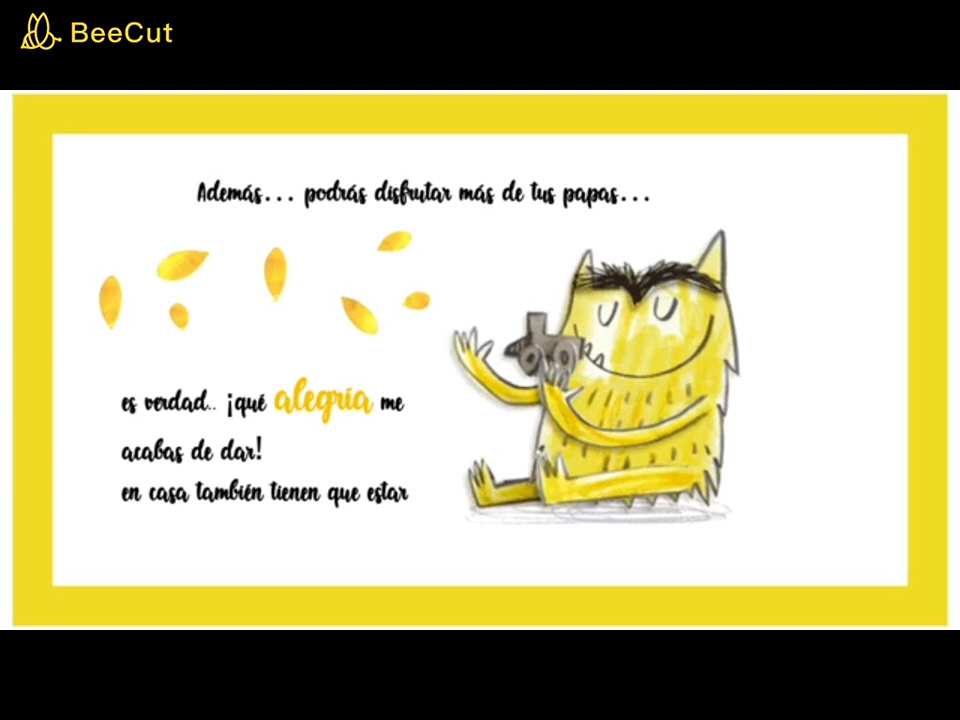 BeeCut
Además... podrás disfrutar más de tus papas...
es verdad.. ¡qué alegría me
acabas de dar!
en casa también tienen que estar